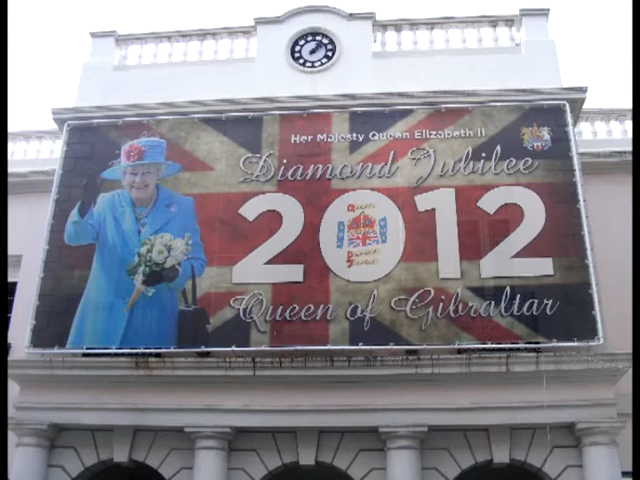 Her Majesty Queen Elizabeth II
Diamond Jubilee
2012
Queen of Gibraltar